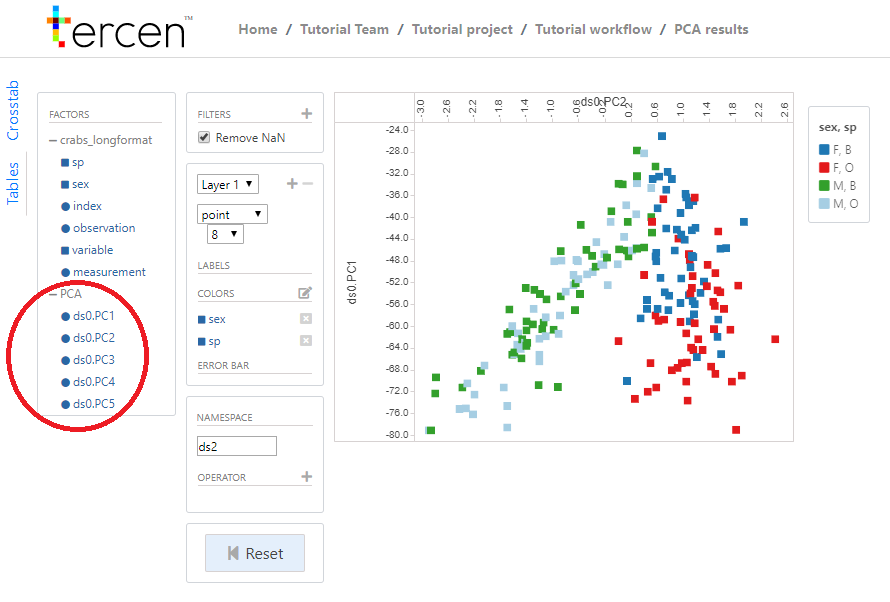 tercen™
Home / Tutorial Team / Tutorial project / Tutorial workflow / PCA results
Crosstab
Tables
FACTORS
crabs_longformat
sp
sex
index
observation
variable
measurement
PCA
ds0.PC1
ds0.PC2
ds0.PC3
ds0.PC4
ds0.PC5
FILTERS
Remove NaN
Layer 1
point
8
LABELS
COLORS
sex
sp
ERROR BAR
NAMESPACE
ds2
OPERATOR
Reset
ds0.PC2
-3.0 -2.6 -2.2 -1.8 -1.4 -1.0 -0.6 -0.2 0.2 0.6 1.0 1.4 1.8 2.2 2.6
ds0.PC1
-24.0
-28.0
-32.0
-36.0
-40.0
-44.0
-48.0
-52.0
-56.0
-60.0
-64.0
-68.0
-72.0
-76.0
-80.0
sex, sp
F, B
F, O
M, B
M, O